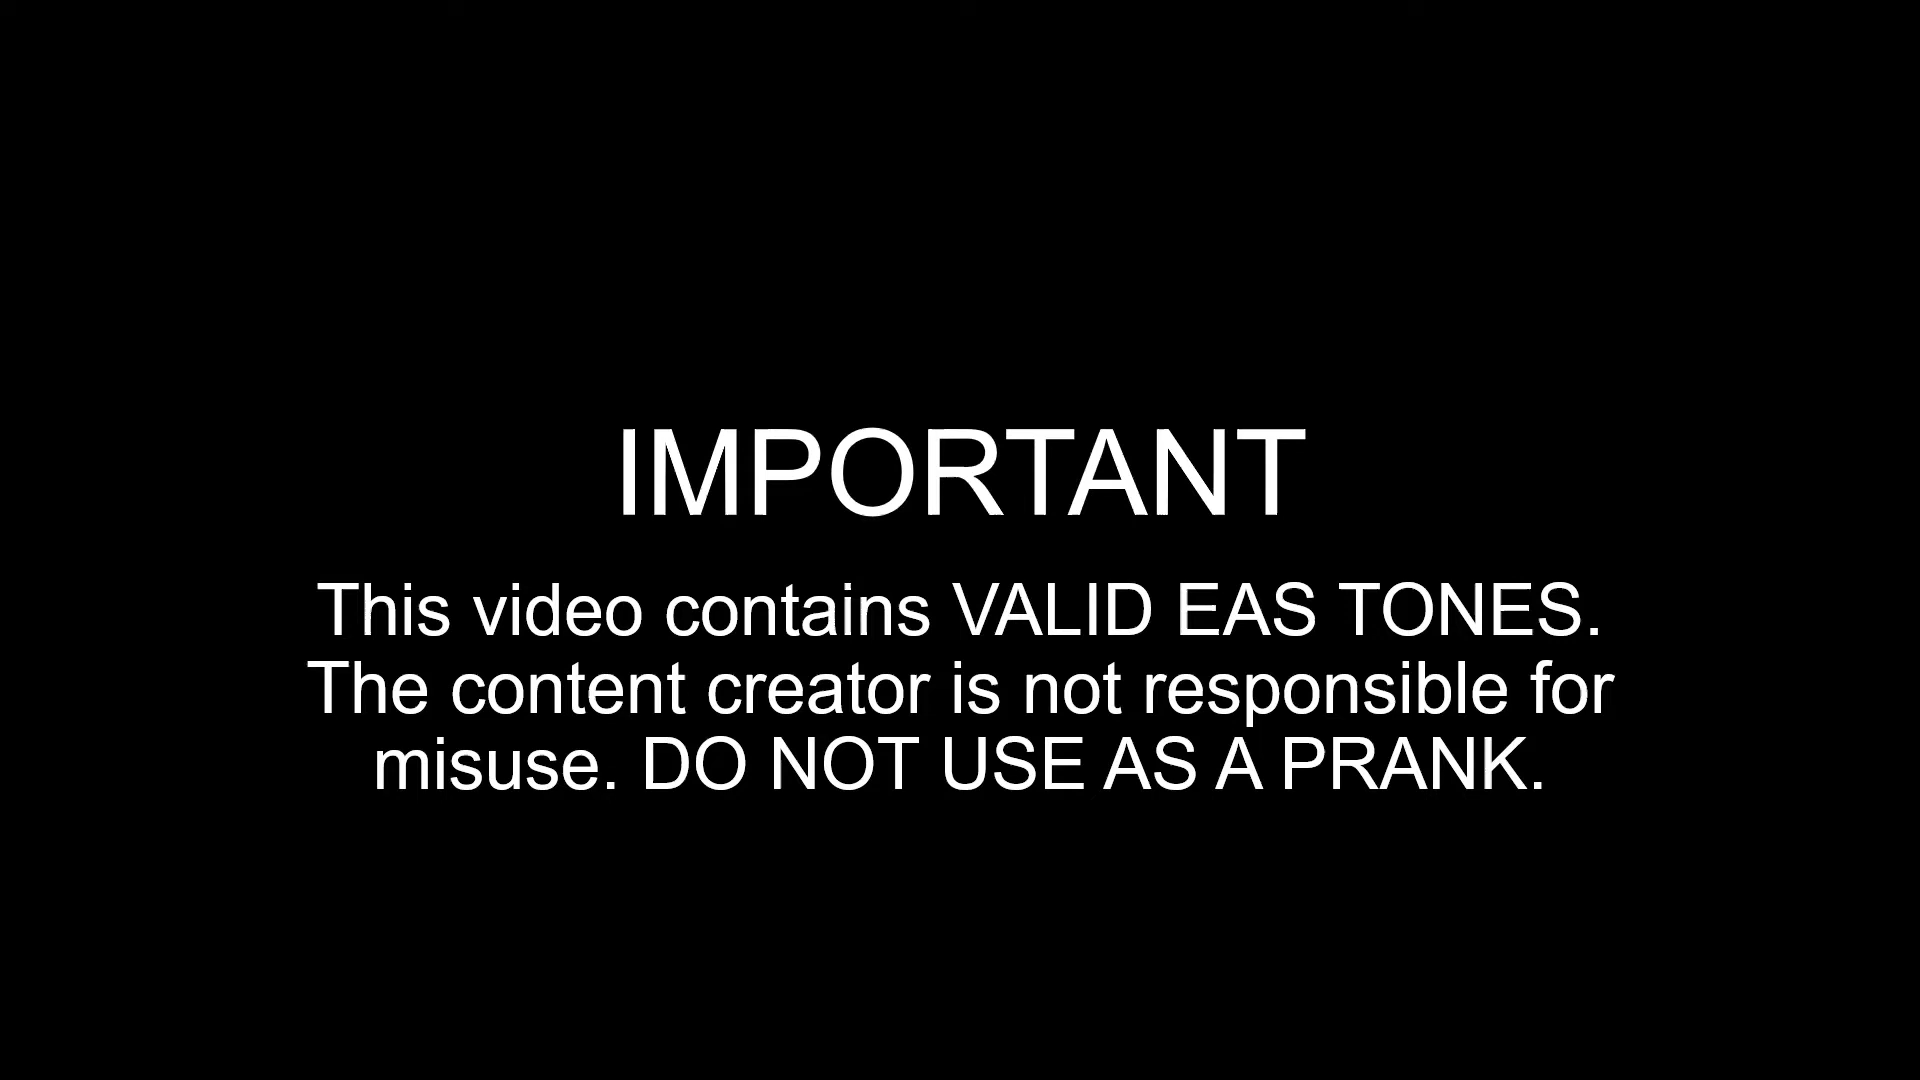 IMPORTANT
This video contains VALID EAS TONES.
The content creator is not responsible for
misuse. DO NOT USE AS A PRANK.